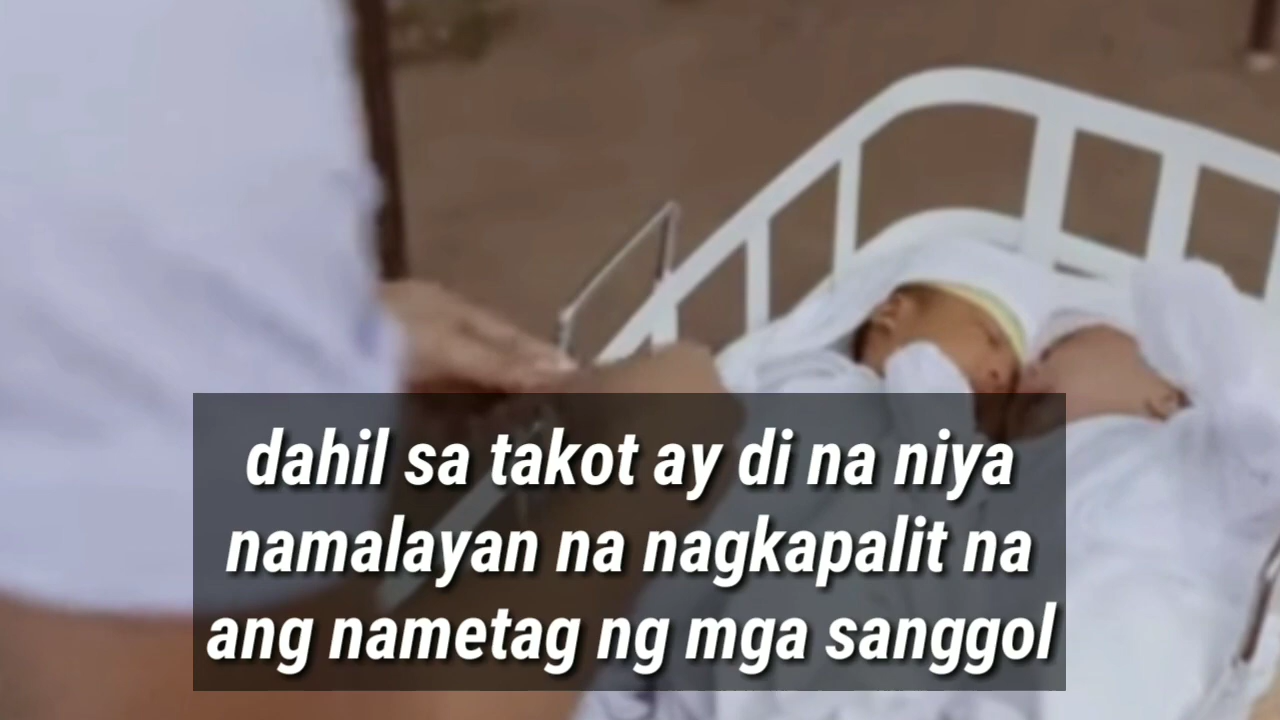 dahil sa takot ay di na niya
namalayan na nagkapalit na
ang nametag ng mga sanggol